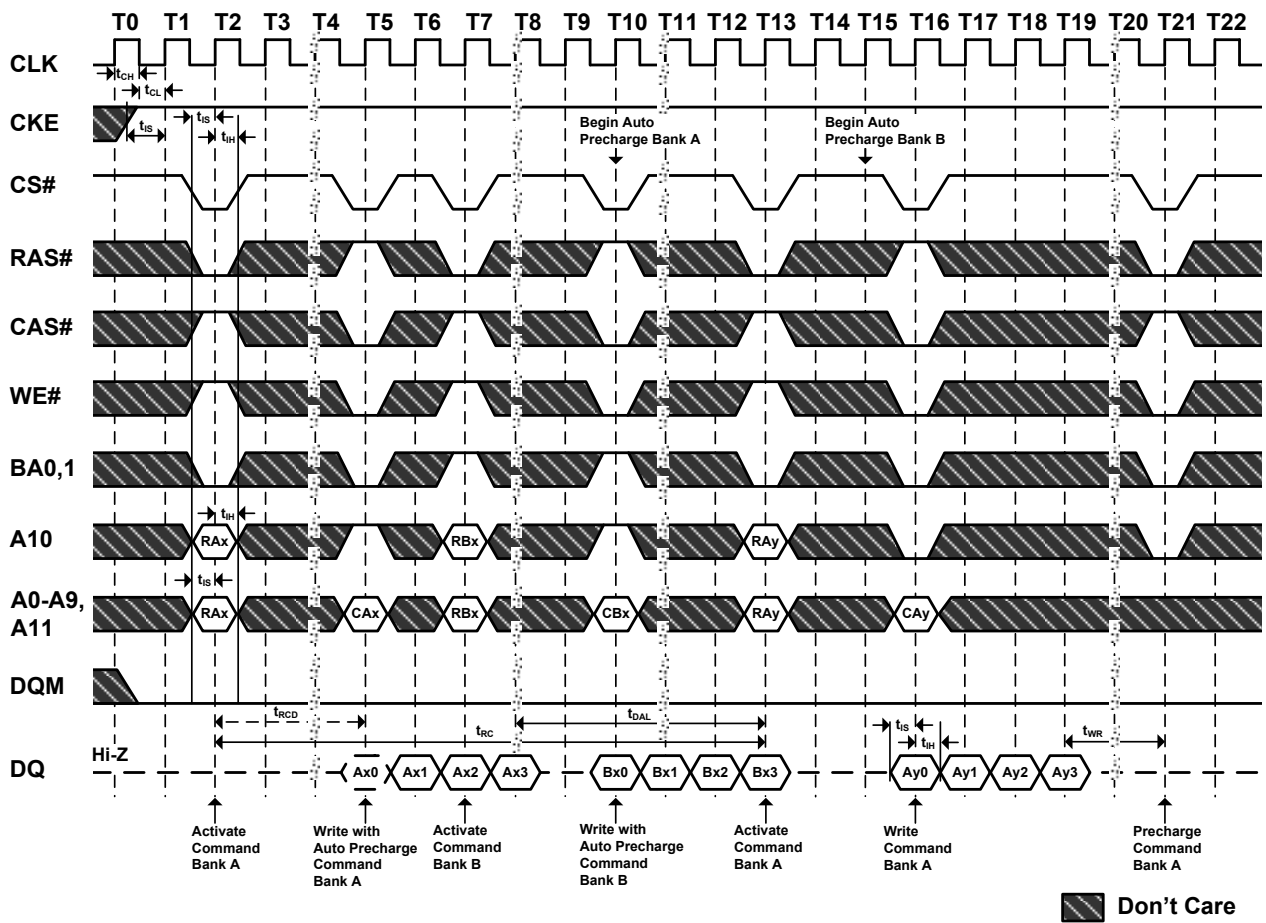 T0 T1 T2 T3 T4 T5 T6 T7 T8 T9 T10 T11 T12 T13 T14 T15 T16 T17 T18 T19 T20 T21 T22
CLK
tCH
tCL
CKE
tIS
tIS
tIH
Begin Auto
Precharge Bank A
Begin Auto
Precharge Bank B
CS#
RAS#
CAS#
WE#
BA0,1
tIH
A10
RAx RBx RAy
tIS
A0-A9,
A11
RAx CAx RBx CBx RAy CAy
DQM
tRCD
tDAL
tRC
tIS
tIH
tWR
Hi-Z
DQ
Ax0 Ax1 Ax2 Ax3 Bx0 Bx1 Bx2 Bx3 Ay0 Ay1 Ay2 Ay3
Activate
Command
Bank A
Write with
Auto Precharge
Command
Bank A
Activate
Command
Bank B
Write with
Auto Precharge
Command
Bank B
Activate
Command
Bank A
Write
Command
Bank A
Precharge
Command
Bank A
Don't Care